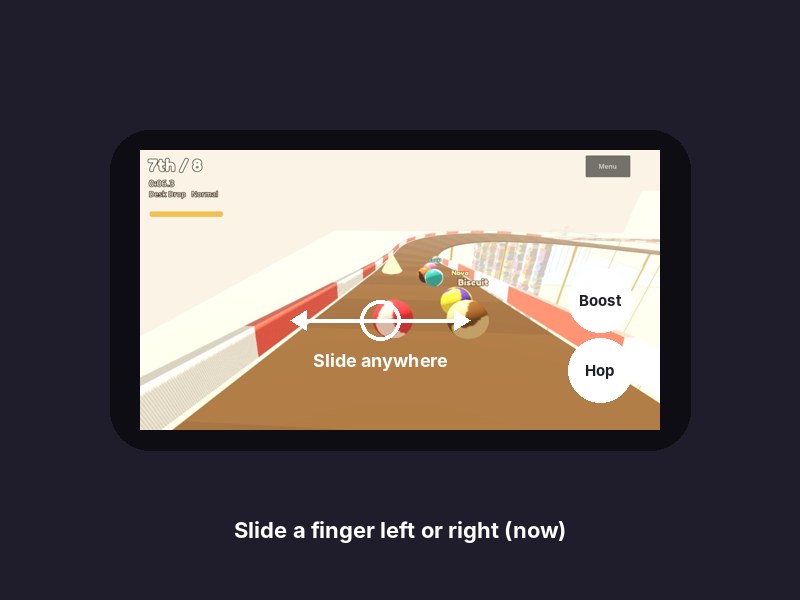 7th / 8
Menu
0:06.3
Desk Drop Normal
Nova
Biscuit
Boost
Slide anywhere
Hop
Slide a finger left or right (now)